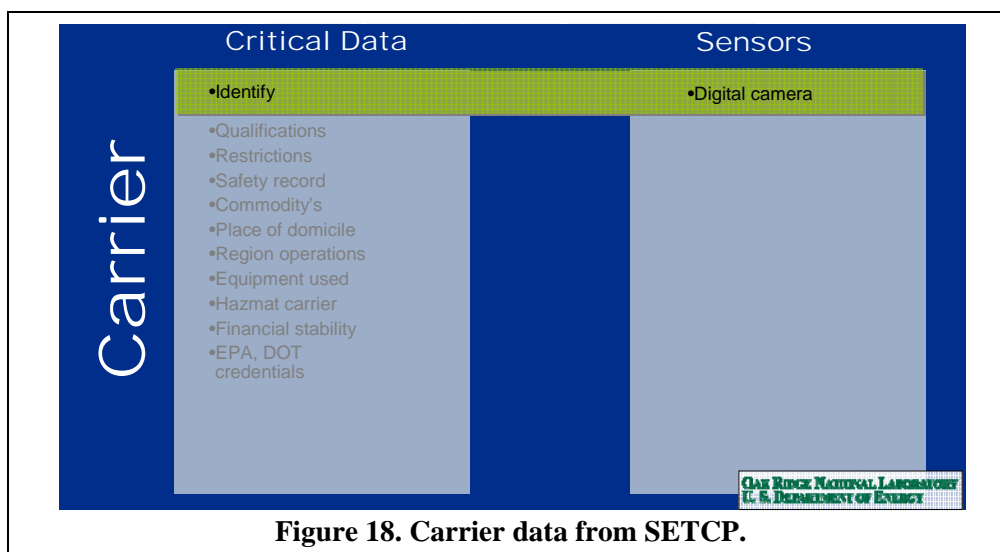 Critical Data
Sensors
Carrier
•Identify
•Digital camera
•Qualifications
•Restrictions
•Safety record
•Commodity's
•Place of domicile
•Region operations
•Equipment used
•Hazmat carrier
•Financial stability
•EPA, DOT
credentials
OAK RIDGE NATIONAL LABORATORY
U. S. DEPARTMENT OF ENERGY
Figure 18. Carrier data from SETCP.